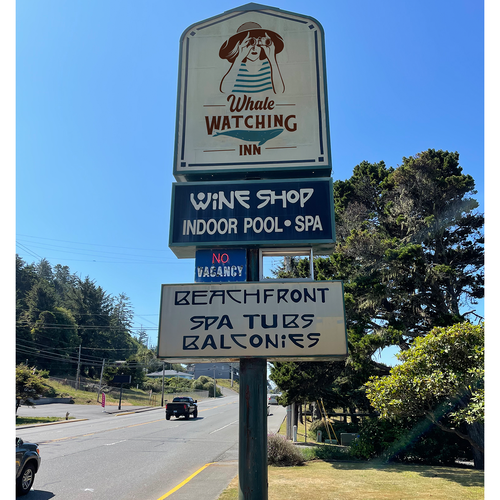 Whale
WATCHING
INN
WINE SHOP
INDOOR POOL • SPA
NO
VACANCY
BEACHFRONT
SPA TUBS
BALCONIES